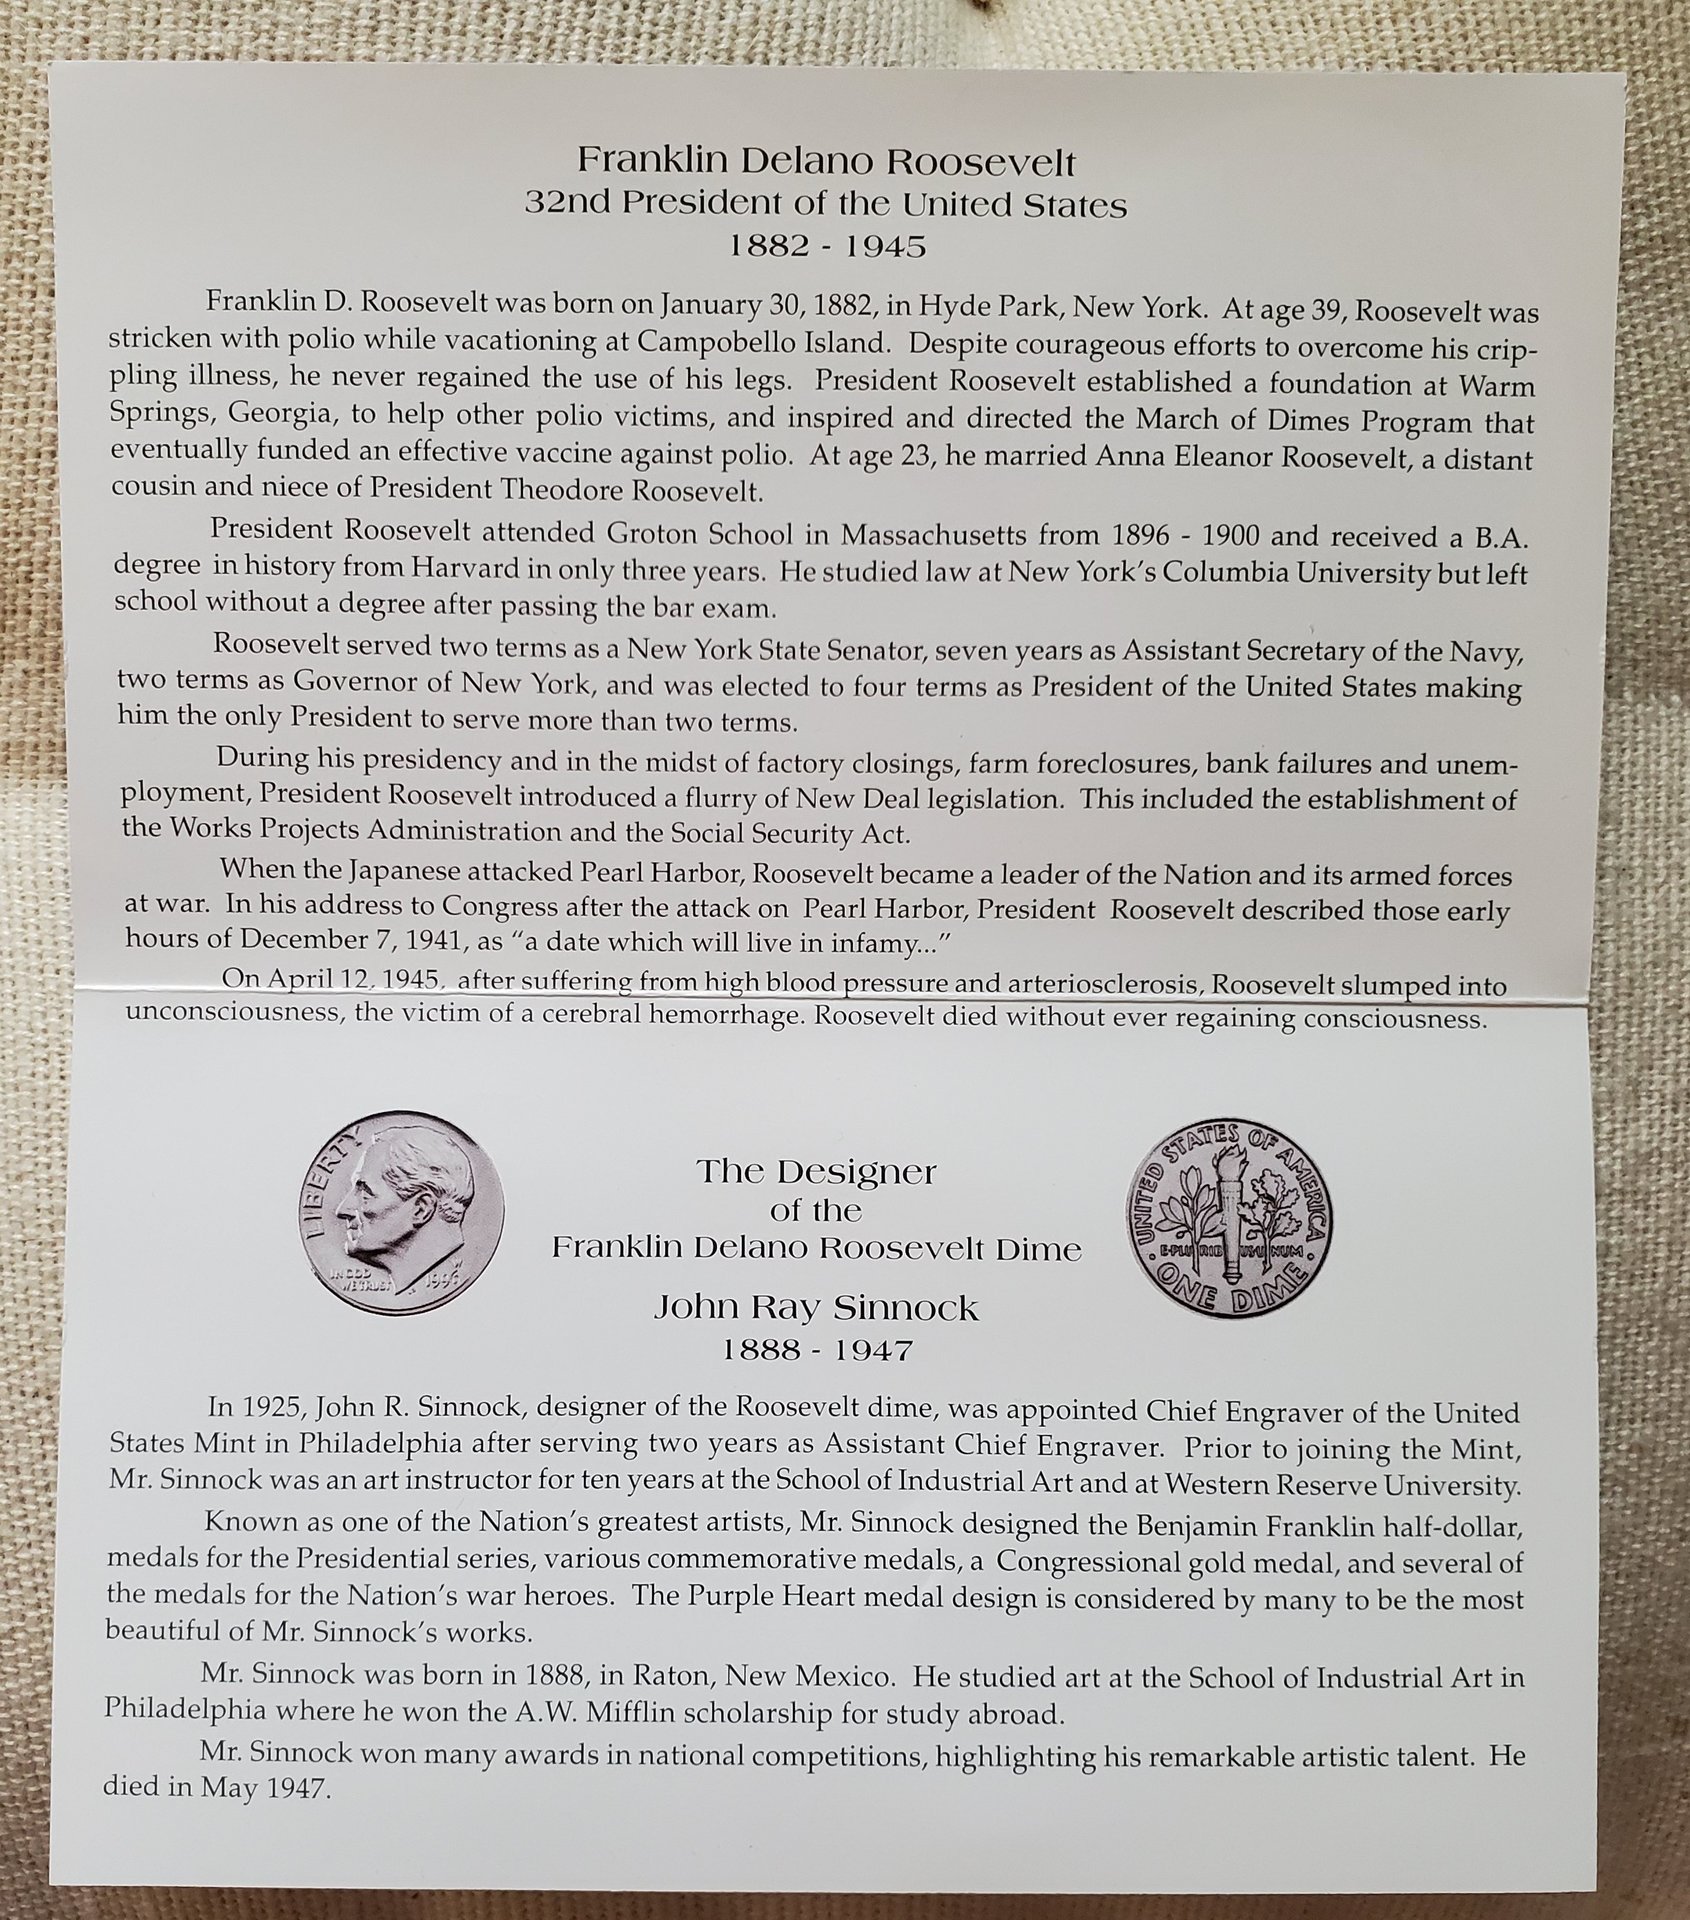 Franklin Delano Roosevelt
32nd President of the United States
1882 - 1945
Franklin D. Roosevelt was born on January 30, 1882, in Hyde Park, New York. At age 39, Roosevelt was
stricken with polio while vacationing at Campobello Island. Despite courageous efforts to overcome his crip-
pling illness, he never regained the use of his legs. President Roosevelt established a foundation at Warm
Springs, Georgia, to help other polio victims, and inspired and directed the March of Dimes Program that
eventually funded an effective vaccine against polio. At age 23, he married Anna Eleanor Roosevelt, a distant
cousin and niece of President Theodore Roosevelt.
President Roosevelt attended Groton School in Massachusetts from 1896 - 1900 and received a B.A.
degree in history from Harvard in only three years. He studied law at New York's Columbia University but left
school without a degree after passing the bar exam.
Roosevelt served two terms as a New York State Senator, seven years as Assistant Secretary of the Navy,
two terms as Governor of New York, and was elected to four terms as President of the United States making
him the only President to serve more than two terms.
During his presidency and in the midst of factory closings, farm foreclosures, bank failures and unem-
ployment, President Roosevelt introduced a flurry of New Deal legislation. This included the establishment of
the Works Projects Administration and the Social Security Act.
When the Japanese attacked Pearl Harbor, Roosevelt became a leader of the Nation and its armed forces
at war. In his address to Congress after the attack on Pearl Harbor, President Roosevelt described those early
hours of December 7, 1941, as "a date which will live in infamy..."
On April 12, 1945, after suffering from high blood pressure and arteriosclerosis, Roosevelt slumped into
unconsciousness, the victim of a cerebral hemorrhage. Roosevelt died without ever regaining consciousness.
LIBERTY
IN GOD
WE TRUST
1996
The Designer
of the
Franklin Delano Roosevelt Dime
John Ray Sinnock
1888 - 1947
UNITED STATES OF AMERICA
E PLURIBUS UNUM
ONE DIME
In 1925, John R. Sinnock, designer of the Roosevelt dime, was appointed Chief Engraver of the United
States Mint in Philadelphia after serving two years as Assistant Chief Engraver. Prior to joining the Mint,
Mr. Sinnock was an art instructor for ten years at the School of Industrial Art and at Western Reserve University.
Known as one of the Nation's greatest artists, Mr. Sinnock designed the Benjamin Franklin half-dollar,
medals for the Presidential series, various commemorative medals, a Congressional gold medal, and several of
the medals for the Nation's war heroes. The Purple Heart medal design is considered by many to be the most
beautiful of Mr. Sinnock's works.
Mr. Sinnock was born in 1888, in Raton, New Mexico. He studied art at the School of Industrial Art in
Philadelphia where he won the A.W. Mifflin scholarship for study abroad.
Mr. Sinnock won many awards in national competitions, highlighting his remarkable artistic talent. He
died in May 1947.